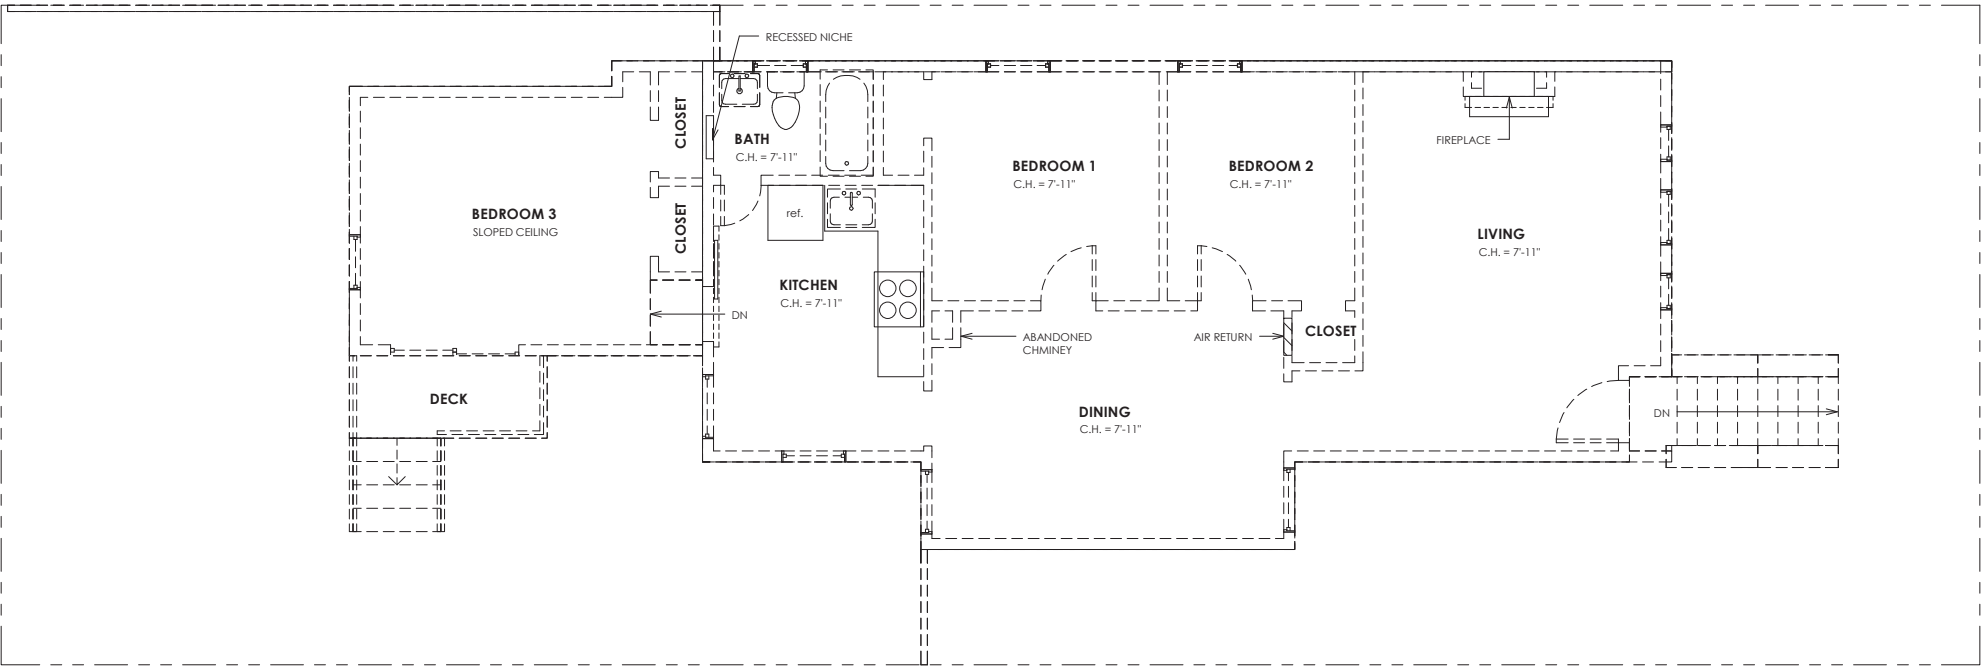 RECESSED NICHE
CLOSET
BATH
C.H. = 7'-11"
FIREPLACE
BEDROOM 1
C.H. = 7'-11"
BEDROOM 2
C.H. = 7'-11"
BEDROOM 3
SLOPED CEILING
CLOSET
ref.
LIVING
C.H. = 7'-11"
KITCHEN
C.H. = 7'-11"
DN
ABANDONED
CHMINEY
AIR RETURN
CLOSET
DECK
DINING
C.H. = 7'-11"
DN